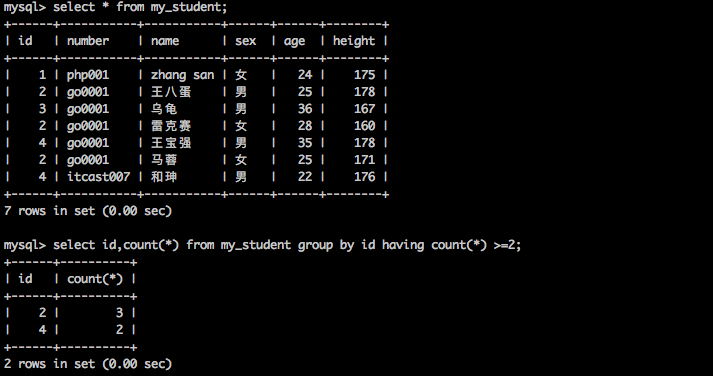 mysql> select * from my_student;
+------+-----------+-----------+------+------+--------+
| id   | number    | name      | sex  | age  | height |
+------+-----------+-----------+------+------+--------+
|    1 | php001    | zhang san | 女   |   24 |    175 |
|    2 | go0001    | 王八蛋    | 男   |   25 |    178 |
|    3 | go0001    | 乌龟      | 男   |   36 |    167 |
|    2 | go0001    | 雷克赛    | 女   |   28 |    160 |
|    4 | go0001    | 王宝强    | 男   |   35 |    178 |
|    2 | go0001    | 马蓉      | 女   |   25 |    171 |
|    4 | itcast007 | 和珅      | 男   |   22 |    176 |
+------+-----------+-----------+------+------+--------+
7 rows in set (0.00 sec)
mysql> select id,count(*) from my_student group by id having count(*) >=2;
+------+----------+
| id   | count(*) |
+------+----------+
|    2 |        3 |
|    4 |        2 |
+------+----------+
2 rows in set (0.00 sec)